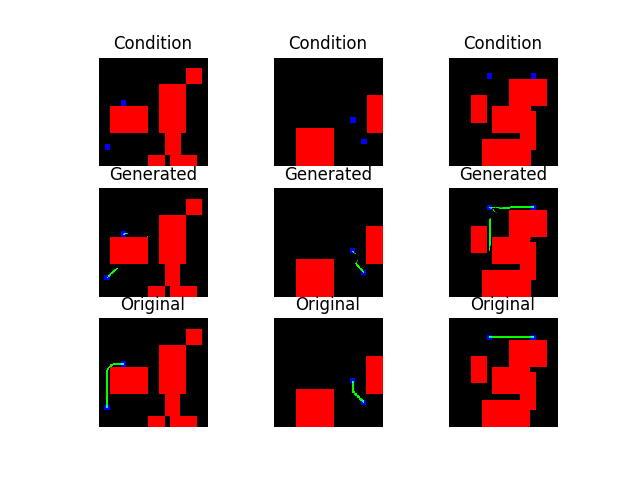 Condition Condition Condition
Generated Generated Generated
Original Original Original